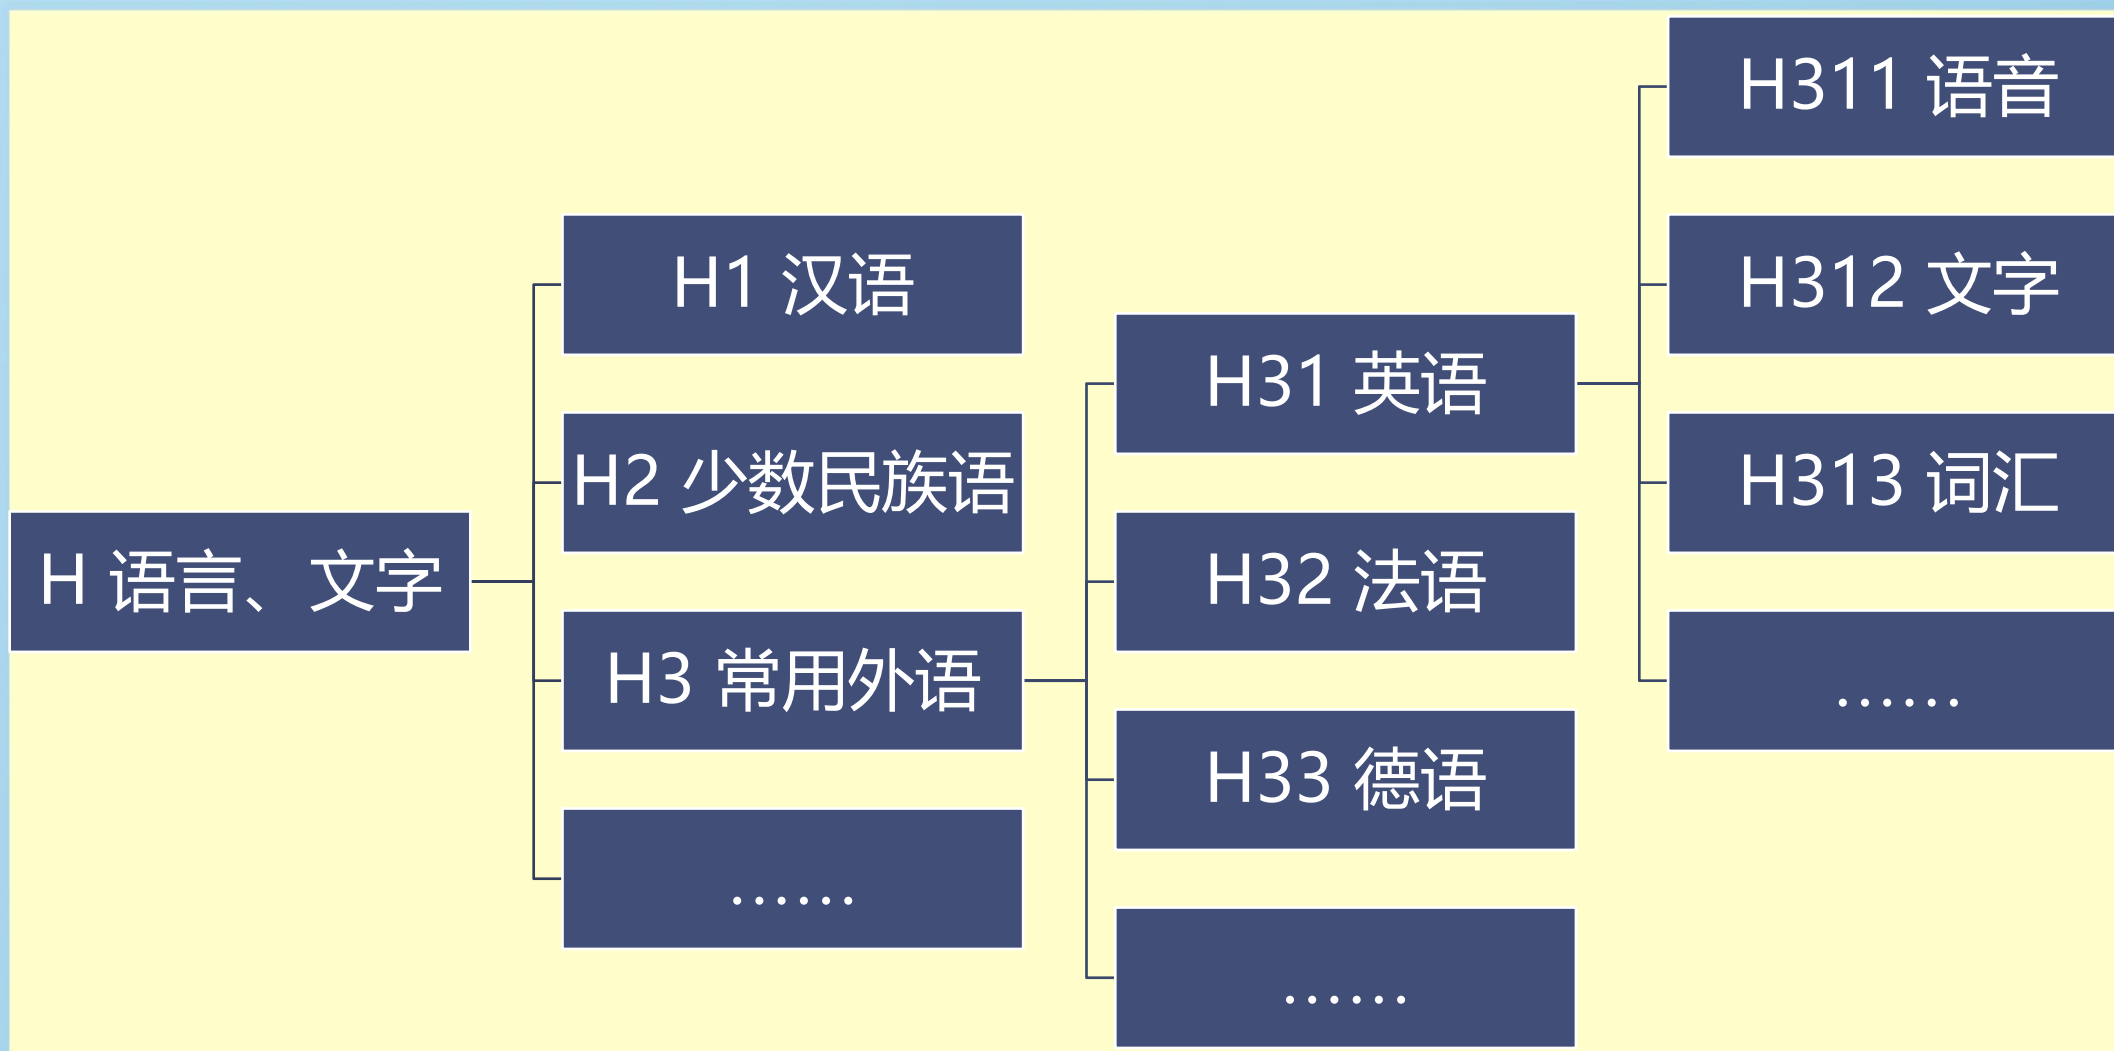 H 语言、文字
H1 汉语
H2 少数民族语
H3 常用外语
……
H31 英语
H32 法语
H33 德语
……
H311 语音
H312 文字
H313 词汇
……